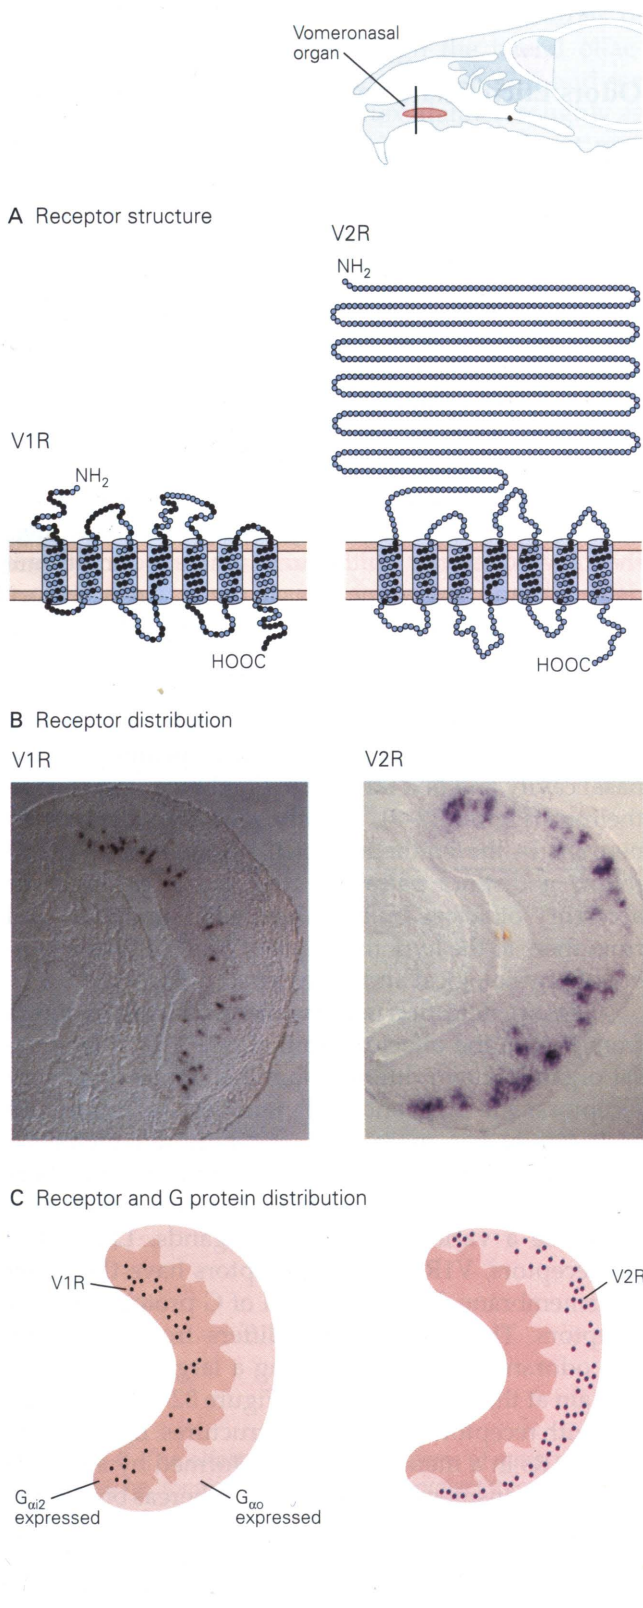 Vomeronasal
organ
A Receptor structure
V2R
NH2
V1R
NH2
HOOC
HOOC
B Receptor distribution
V1R
V2R
C Receptor and G protein distribution
V1R
V2R
Gαi2
expressed
Gαo
expressed